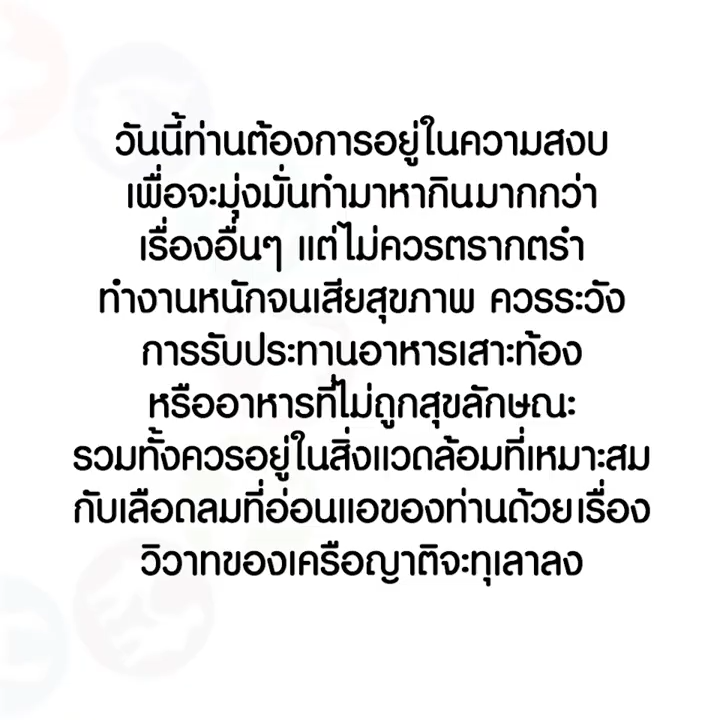 วันนี้ท่านต้องการอยู่ในความสงบ
เพื่อจะมุ่งมั่นทำมาหากินมากกว่า
เรื่องอื่นๆ แต่ไม่ควรตรากตรำ
ทำงานหนักจนเสียสุขภาพ ควรระวัง
การรับประทานอาหารเสาะท้อง
หรืออาหารที่ไม่ถูกสุขลักษณะ
รวมทั้งควรอยู่ในสิ่งแวดล้อมที่เหมาะสม
กับเลือดลมที่อ่อนแอของท่านด้วยเรื่อง
วิวาทของเครือญาติจะทุเลาลง